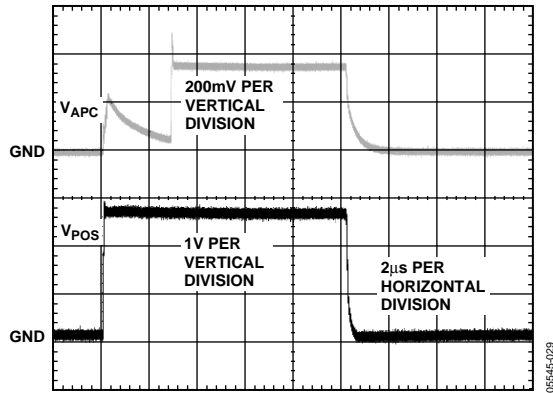 200mV PER
VERTICAL
DIVISION
VAPC
GND
VPOS
1V PER
VERTICAL
DIVISION
2μs PER
HORIZONTAL
DIVISION
GND
05545-029